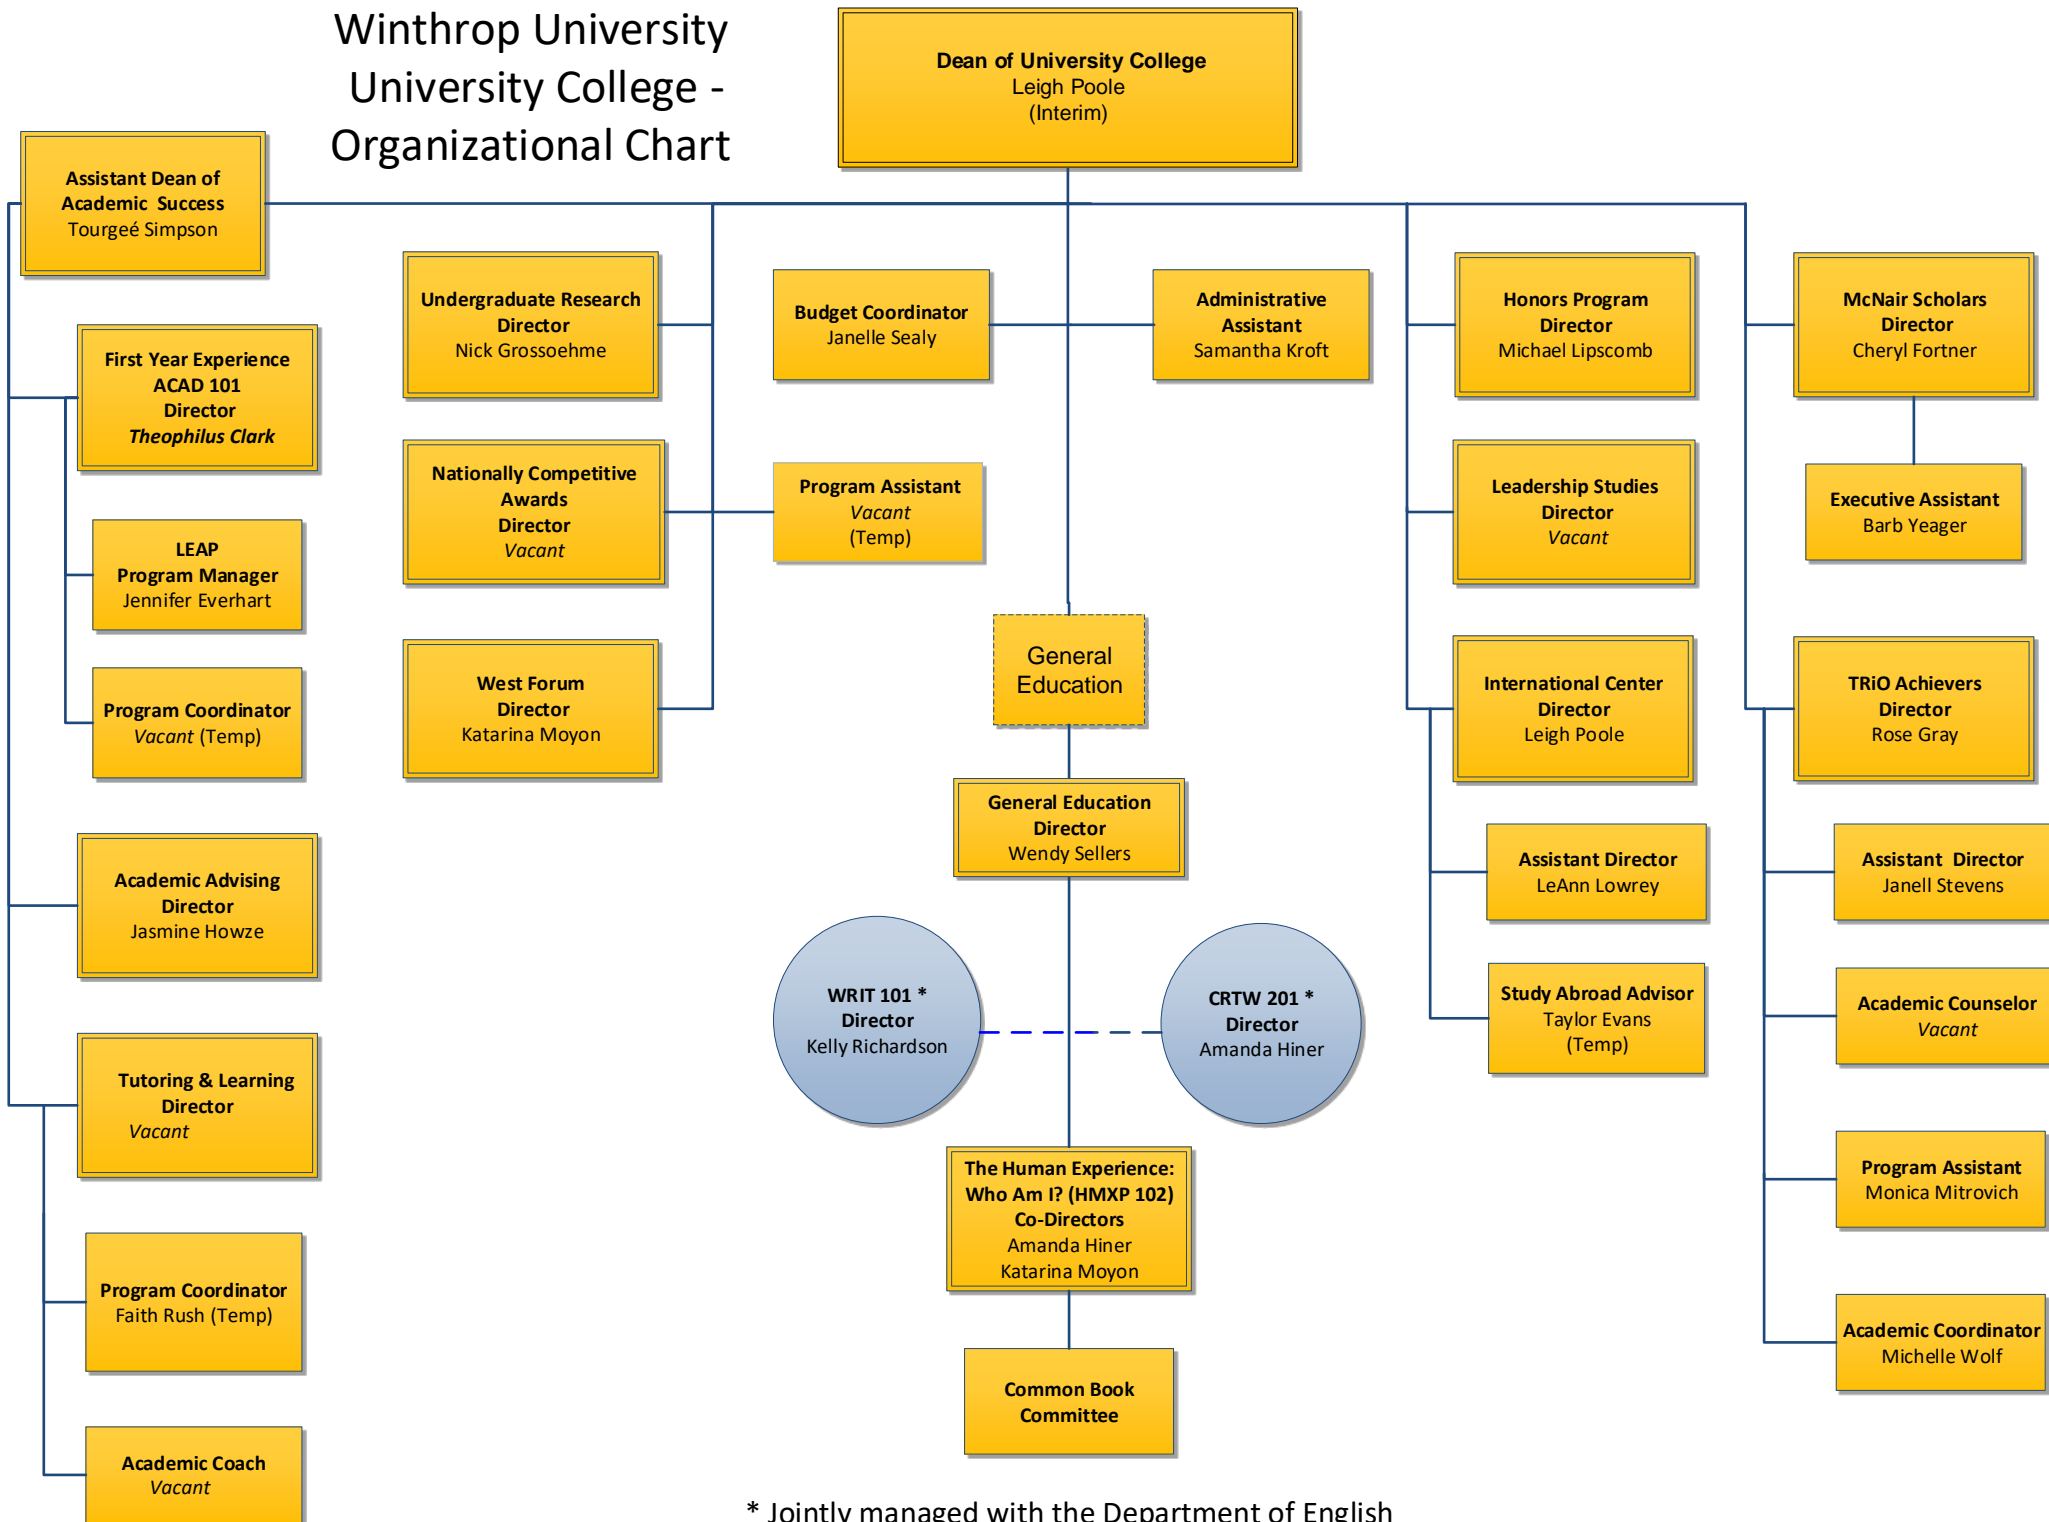 Winthrop University
University College -
Organizational Chart
Dean of University College
Leigh Poole
(Interim)
Assistant Dean of
Academic Success
Tourgeé Simpson
First Year Experience
ACAD 101
Director
Theophilus Clark
LEAP
Program Manager
Jennifer Everhart
Program Coordinator
Vacant (Temp)
Academic Advising
Director
Jasmine Howze
Tutoring & Learning
Director
Vacant
Program Coordinator
Faith Rush (Temp)
Academic Coach
Vacant
Undergraduate Research
Director
Nick Grossoehme
Nationally Competitive
Awards
Director
Vacant
West Forum
Director
Katarina Moyon
Budget Coordinator
Janelle Sealy
Administrative
Assistant
Samantha Kroft
Program Assistant
Vacant
(Temp)
General
Education
General Education
Director
Wendy Sellers
WRIT 101 *
Director
Kelly Richardson
CRTW 201 *
Director
Amanda Hiner
The Human Experience:
Who Am I? (HMXP 102)
Co-Directors
Amanda Hiner
Katarina Moyon
Common Book
Committee
Honors Program
Director
Michael Lipscomb
Leadership Studies
Director
Vacant
International Center
Director
Leigh Poole
Assistant Director
LeAnn Lowrey
Study Abroad Advisor
Taylor Evans
(Temp)
McNair Scholars
Director
Cheryl Fortner
Executive Assistant
Barb Yeager
TRiO Achievers
Director
Rose Gray
Assistant Director
Janell Stevens
Academic Counselor
Vacant
Program Assistant
Monica Mitrovich
Academic Coordinator
Michelle Wolf
* Jointly managed with the Department of English